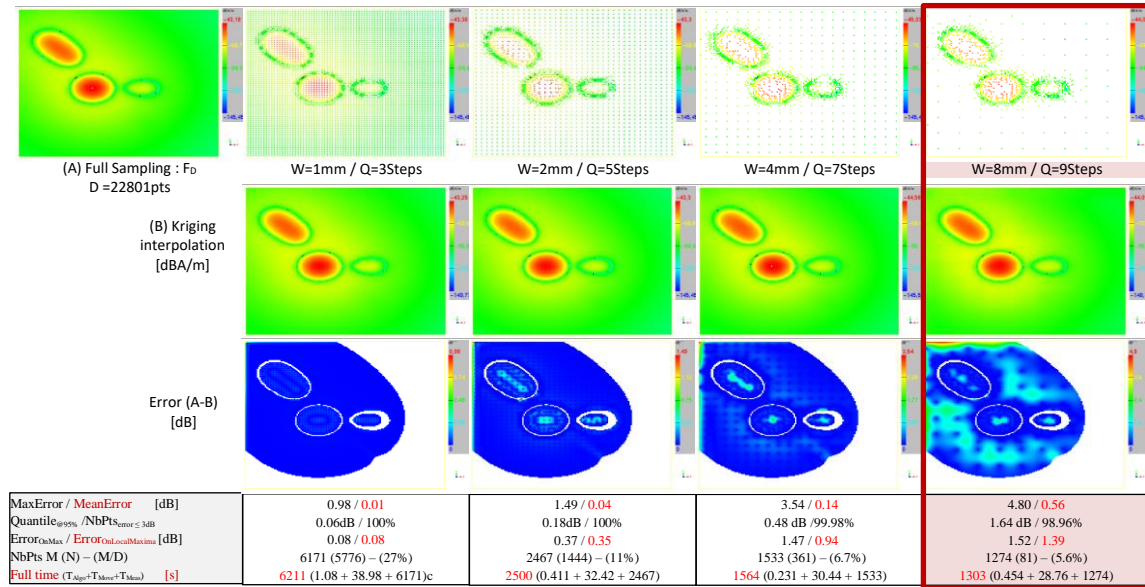 (A) Full Sampling : FD
D =22801pts
W=1mm / Q=3Steps
W=2mm / Q=5Steps
W=4mm / Q=7Steps
W=8mm / Q=9Steps
(B) Kriging
interpolation
[dBA/m]
Error (A-B)
[dB]
MaxError / MeanError [dB] 0.98 / 0.01 1.49 / 0.04 3.54 / 0.14 4.80 / 0.56
Quantile@95% /NbPtserror ≤ 3dB 0.06dB / 100% 0.18dB / 100% 0.48 dB /99.98% 1.64 dB / 98.96%
ErrorOnMax / ErrorOnLocalMaxima [dB] 0.08 / 0.08 0.37 / 0.35 1.47 / 0.94 1.52 / 1.39
NbPts M (N) – (M/D) 6171 (5776) – (27%) 2467 (1444) – (11%) 1533 (361) – (6.7%) 1274 (81) – (5.6%)
Full time (TAlgo+TMove+TMeas) [s] 6211 (1.08 + 38.98 + 6171)c 2500 (0.411 + 32.42 + 2467) 1564 (0.231 + 30.44 + 1533) 1303 (0.454 + 28.76 + 1274)